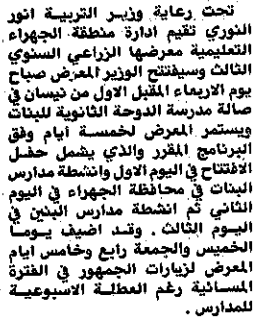 تحت رعاية وزير التربية انور
النوري تقيم ادارة منطقة الجهراء
التعليمية معرضها الزراعي السنوي
الثالث وسيفتتح الوزير المعرض صباح
يوم الاربعاء المقبل الاول من نيسان في
صالة مدرسة الدوحة الثانوية للبنات
ويستمر المعرض لخمسة أيام وفق
البرنامج المقرر والذي يشمل حفل
الافتتاح في اليوم الاول وانشطة مدارس
البنات في محافظة الجهراء في اليوم
الثاني ثم انشطة مدارس البنين في
اليوم الثالث . وقد اضيف يوما
الخميس والجمعة رابع وخامس ايام
المعرض لزيارات الجمهور في الفترة
المسائية رغم العطلة الاسبوعية
للمدارس .